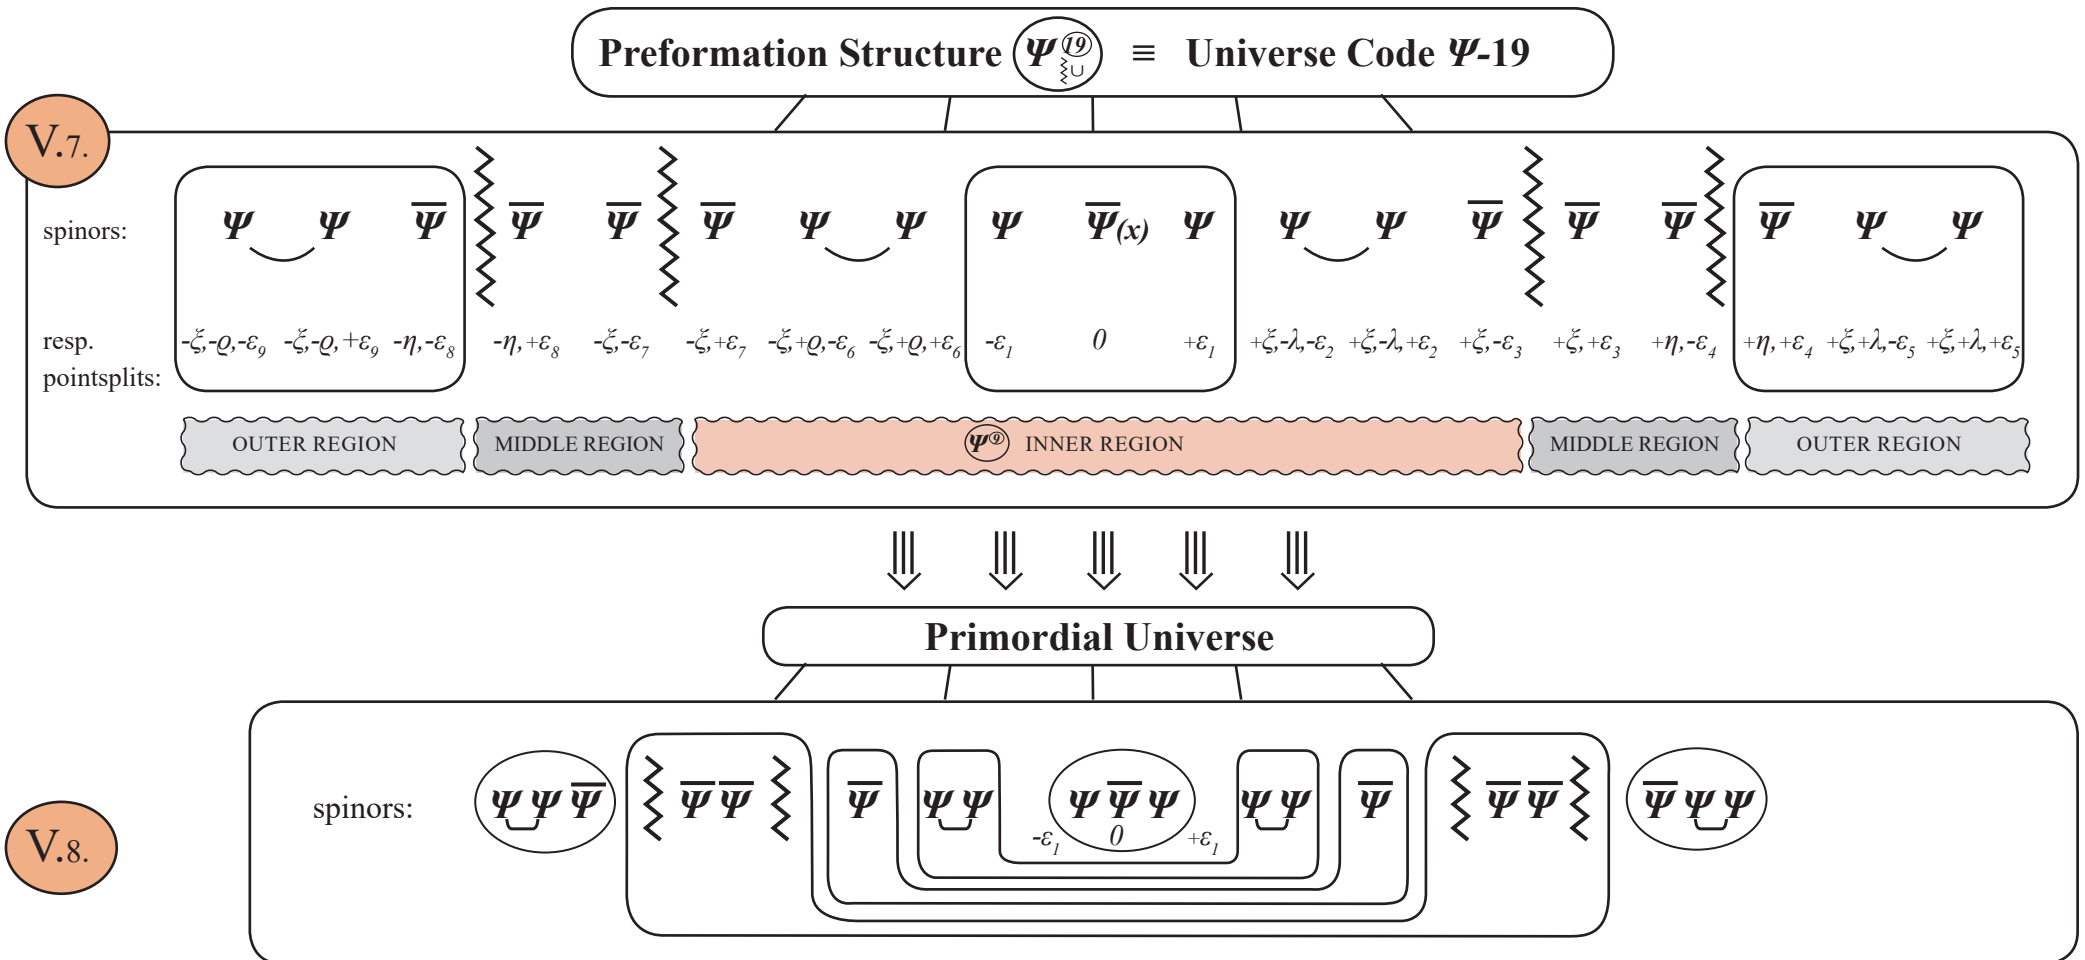 Preformation Structure Ψ⑲∪ ≡ Universe Code Ψ-19
V.7.
spinors: Ψ Ψ Ψ̅ Ψ̅ Ψ̅ Ψ̅ Ψ Ψ Ψ Ψ̅(x) Ψ Ψ Ψ Ψ̅ Ψ̅ Ψ̅ Ψ̅ Ψ Ψ
resp. -ξ,-ϱ,-ε₉ -ξ,-ϱ,+ε₉ -η,-ε₈ -η,+ε₈ -ξ,-ε₇ -ξ,+ε₇ -ξ,+ϱ,-ε₆ -ξ,+ϱ,+ε₆ -ε₁ 0 +ε₁ +ξ,-λ,-ε₂ +ξ,-λ,+ε₂ +ξ,-ε₃ +ξ,+ε₃ +η,-ε₄ +η,+ε₄ +ξ,+λ,-ε₅ +ξ,+λ,+ε₅
pointsplits:
OUTER REGION MIDDLE REGION Ψ⑨ INNER REGION MIDDLE REGION OUTER REGION
Primordial Universe
V.8.
spinors: Ψ Ψ Ψ̅ Ψ̅ Ψ̅ Ψ̅ Ψ Ψ Ψ Ψ̅ Ψ Ψ Ψ Ψ̅ Ψ̅ Ψ̅ Ψ̅ Ψ Ψ
-ε₁ 0 +ε₁